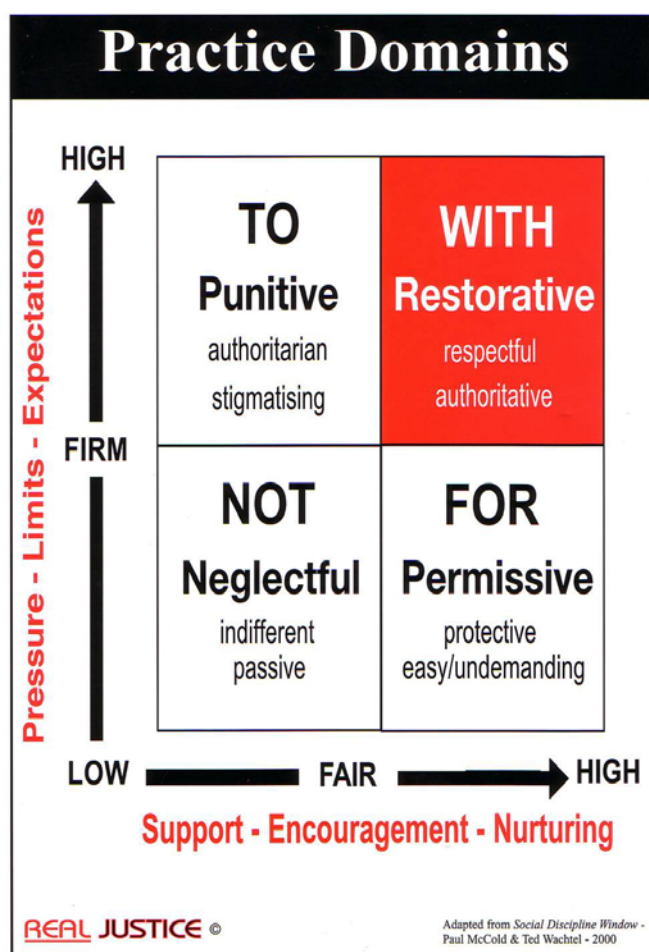 Practice Domains
HIGH
FIRM
LOW
Pressure - Limits - Expectations
TO
Punitive
authoritarian
stigmatising
WITH
Restorative
respectful
authoritative
NOT
Neglectful
indifferent
passive
FOR
Permissive
protective
easy/undemanding
FAIR
HIGH
Support - Encouragement - Nurturing
REAL JUSTICE ©
Adapted from Social Discipline Window -
Paul McCold & Ted Wachtel - 2000